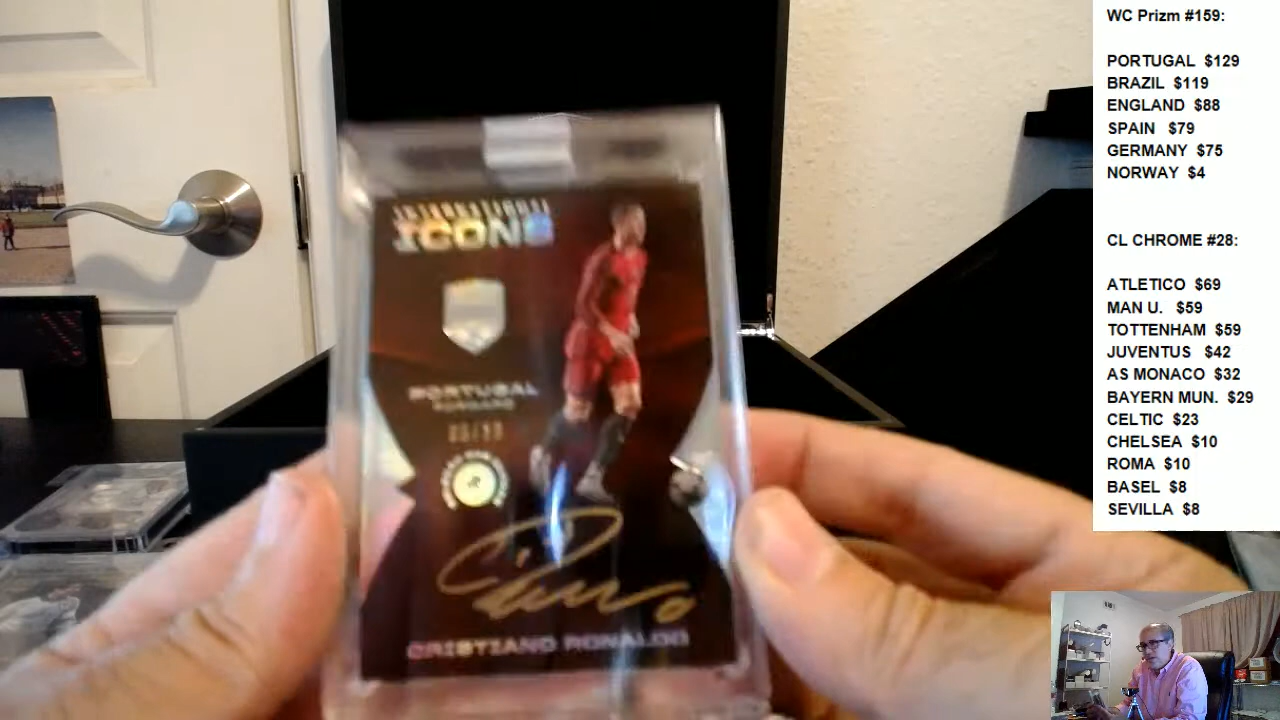 INTERNATIONAL
ICONS
PORTUGAL
FORWARD
CRISTIANO RONALDO
WC Prizm #159:
PORTUGAL $129
BRAZIL $119
ENGLAND $88
SPAIN $79
GERMANY $75
NORWAY $4
CL CHROME #28:
ATLETICO $69
MAN U. $59
TOTTENHAM $59
JUVENTUS $42
AS MONACO $32
BAYERN MUN. $29
CELTIC $23
CHELSEA $10
ROMA $10
BASEL $8
SEVILLA $8